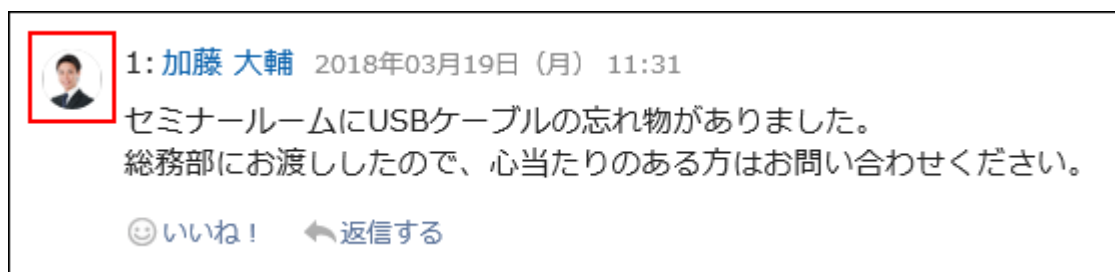 1: 加藤 大輔 2018年03月19日（月） 11:31
セミナールームにUSBケーブルの忘れ物がありました。
総務部にお渡ししたので、心当たりのある方はお問い合わせください。
いいね！ 返信する